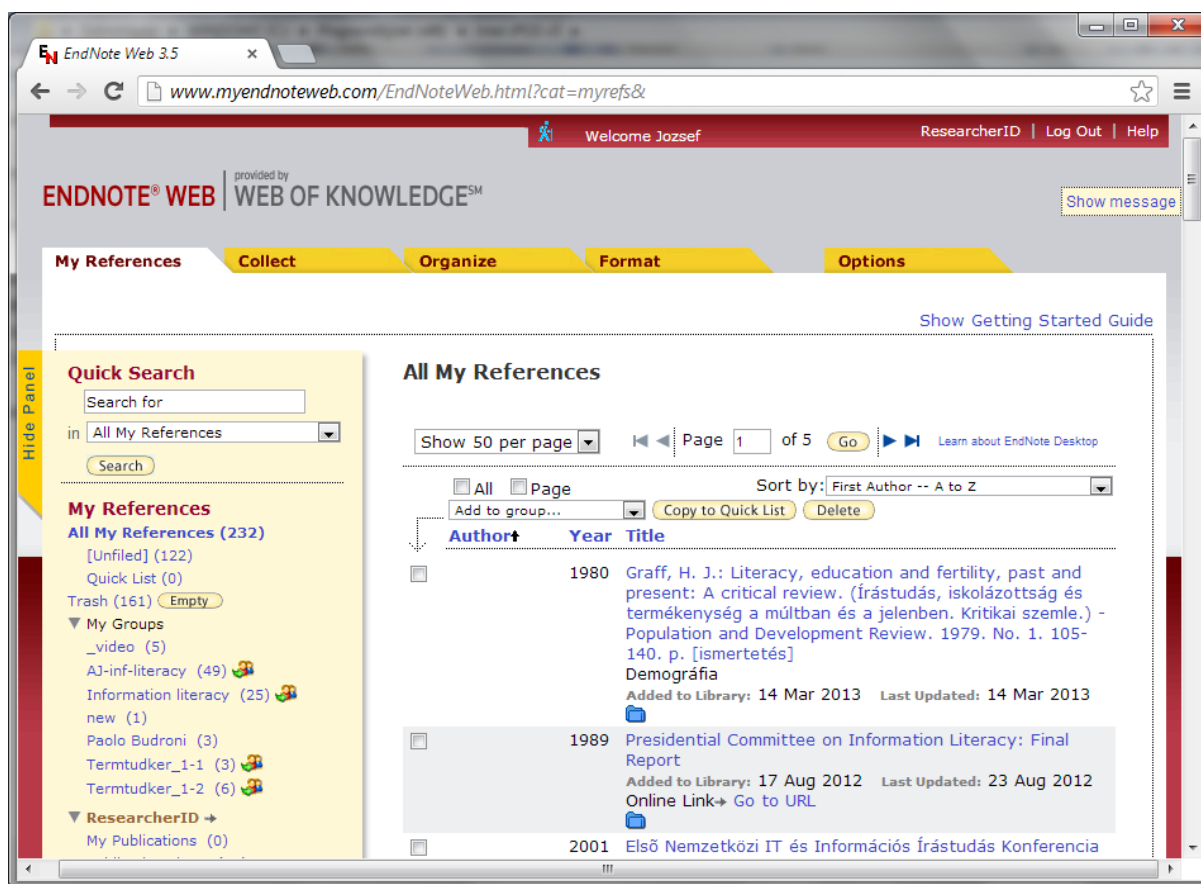 EndNote Web 3.5
www.myendnoteweb.com/EndNoteWeb.html?cat=myrefs&
Welcome Jozsef
ResearcherID | Log Out | Help
ENDNOTE® WEB
provided by
WEB OF KNOWLEDGE℠
Show message
My References
Collect
Organize
Format
Options
Show Getting Started Guide
Hide Panel
Quick Search
Search for
in All My References
Search
My References
All My References (232)
[Unfiled] (122)
Quick List (0)
Trash (161) Empty
▼ My Groups
_video (5)
AJ-inf-literacy (49)
Information literacy (25)
new (1)
Paolo Budroni (3)
Termtudker_1-1 (3)
Termtudker_1-2 (6)
▼ ResearcherID
My Publications (0)
All My References
Show 50 per page
Page 1 of 5 Go
Learn about EndNote Desktop
All Page
Sort by: First Author -- A to Z
Add to group... Copy to Quick List Delete
Author Year Title
1980 Graff, H. J.: Literacy, education and fertility, past and
present: A critical review. (Írástudás, iskolázottság és
termékenység a múltban és a jelenben. Kritikai szemle.) -
Population and Development Review. 1979. No. 1. 105-
140. p. [ismertetés]
Demográfia
Added to Library: 14 Mar 2013 Last Updated: 14 Mar 2013
1989 Presidential Committee on Information Literacy: Final
Report
Added to Library: 17 Aug 2012 Last Updated: 23 Aug 2012
Online Link Go to URL
2001 Elsõ Nemzetközi IT és Információs Írástudás Konferencia